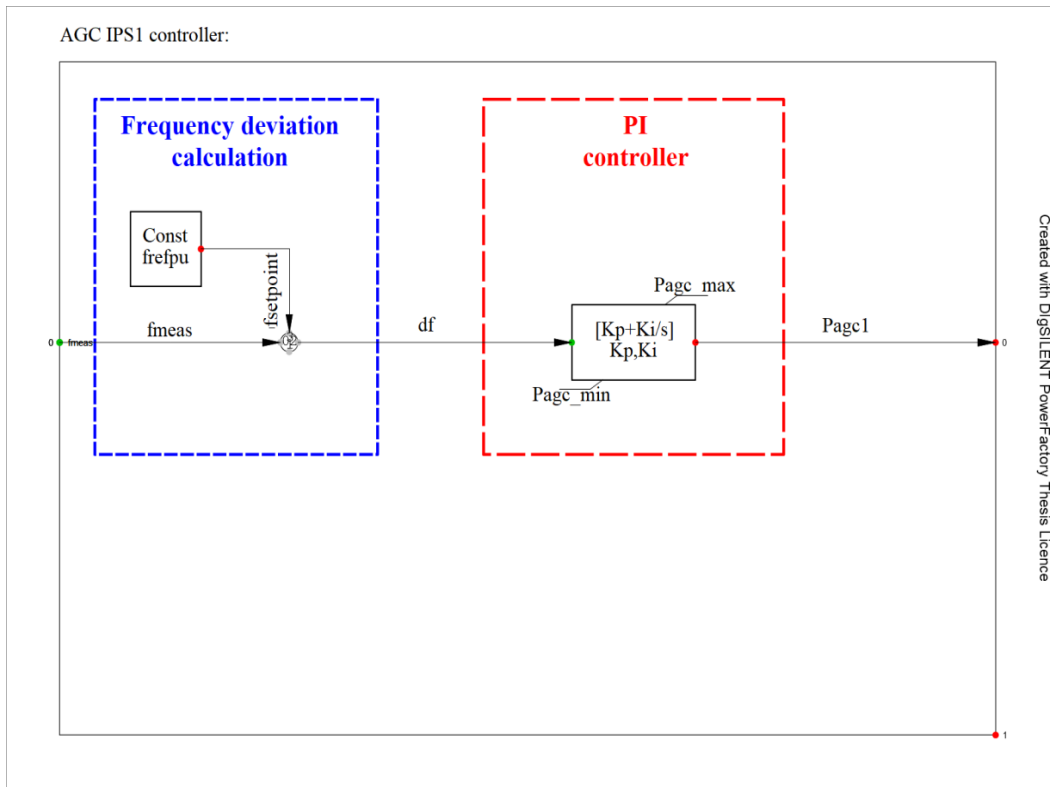 AGC IPS1 controller:
Frequency deviation
calculation
PI
controller
Const
frefpu
fsetpoint
fmeas
0
fmeas
df
Pagc_max
[Kp+Ki/s]
Kp,Ki
Pagc_min
Pagc1
0
1
Created with DIgSILENT PowerFactory Thesis Licence